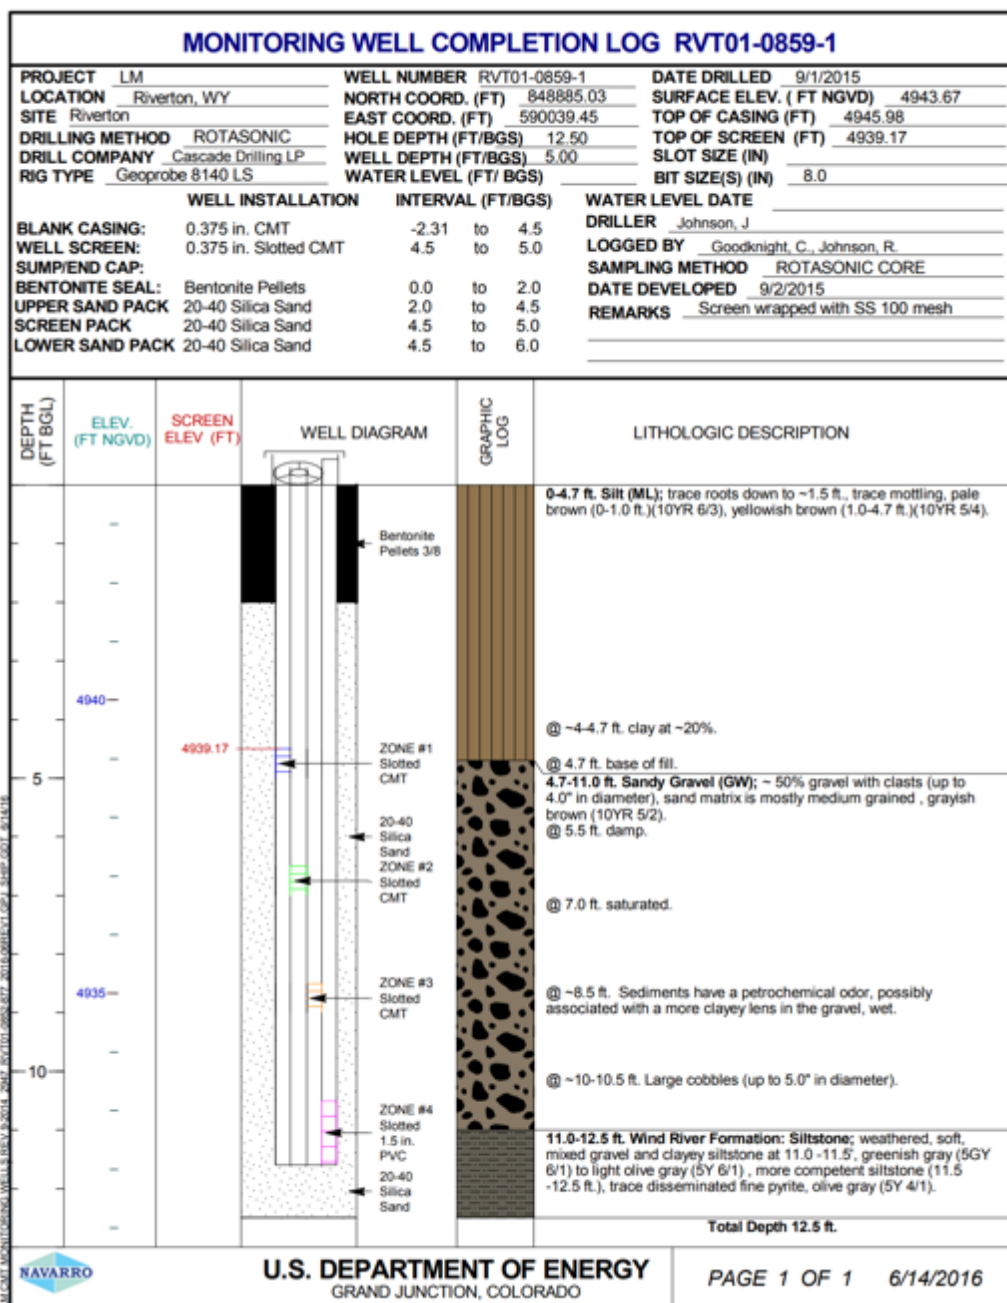 MONITORING WELL COMPLETION LOG RVT01-0859-1
PROJECT LM WELL NUMBER RVT01-0859-1 DATE DRILLED 9/1/2015
LOCATION Riverton, WY NORTH COORD. (FT) 848885.03 SURFACE ELEV. ( FT NGVD) 4943.67
SITE Riverton EAST COORD. (FT) 590039.45 TOP OF CASING (FT) 4945.98
DRILLING METHOD ROTASONIC HOLE DEPTH (FT/BGS) 12.50 TOP OF SCREEN (FT) 4939.17
DRILL COMPANY Cascade Drilling LP WELL DEPTH (FT/BGS) 5.00 SLOT SIZE (IN)
RIG TYPE Geoprobe 8140 LS WATER LEVEL (FT/ BGS) BIT SIZE(S) (IN) 8.0
WELL INSTALLATION INTERVAL (FT/BGS) WATER LEVEL DATE
BLANK CASING: 0.375 in. CMT -2.31 to 4.5 DRILLER Johnson, J
WELL SCREEN: 0.375 in. Slotted CMT 4.5 to 5.0 LOGGED BY Goodknight, C., Johnson, R.
SUMP/END CAP: SAMPLING METHOD ROTASONIC CORE
BENTONITE SEAL: Bentonite Pellets 0.0 to 2.0 DATE DEVELOPED 9/2/2015
UPPER SAND PACK 20-40 Silica Sand 2.0 to 4.5 REMARKS Screen wrapped with SS 100 mesh
SCREEN PACK 20-40 Silica Sand 4.5 to 5.0
LOWER SAND PACK 20-40 Silica Sand 4.5 to 6.0
DEPTH
(FT BGL)
ELEV.
(FT NGVD)
SCREEN
ELEV (FT)
WELL DIAGRAM
GRAPHIC
LOG
LITHOLOGIC DESCRIPTION
0-4.7 ft. Silt (ML); trace roots down to ~1.5 ft., trace mottling, pale
brown (0-1.0 ft.)(10YR 6/3), yellowish brown (1.0-4.7 ft.)(10YR 5/4).
Bentonite
Pellets 3/8
4940
@ ~4-4.7 ft. clay at ~20%.
4939.17
ZONE #1
Slotted
CMT
@ 4.7 ft. base of fill.
5
4.7-11.0 ft. Sandy Gravel (GW); ~ 50% gravel with clasts (up to
4.0" in diameter), sand matrix is mostly medium grained , grayish
brown (10YR 5/2).
@ 5.5 ft. damp.
20-40
Silica
Sand
ZONE #2
Slotted
CMT
@ 7.0 ft. saturated.
4935
ZONE #3
Slotted
CMT
@ ~8.5 ft. Sediments have a petrochemical odor, possibly
associated with a more clayey lens in the gravel, wet.
10
@ ~10-10.5 ft. Large cobbles (up to 5.0" in diameter).
ZONE #4
Slotted
1.5 in.
PVC
20-40
Silica
Sand
11.0-12.5 ft. Wind River Formation: Siltstone; weathered, soft,
mixed gravel and clayey siltstone at 11.0 -11.5', greenish gray (5GY
6/1) to light olive gray (5Y 6/1) , more competent siltstone (11.5
-12.5 ft.), trace disseminated fine pyrite, olive gray (5Y 4/1).
Total Depth 12.5 ft.
NAVARRO
U.S. DEPARTMENT OF ENERGY
GRAND JUNCTION, COLORADO
PAGE 1 OF 1 6/14/2016